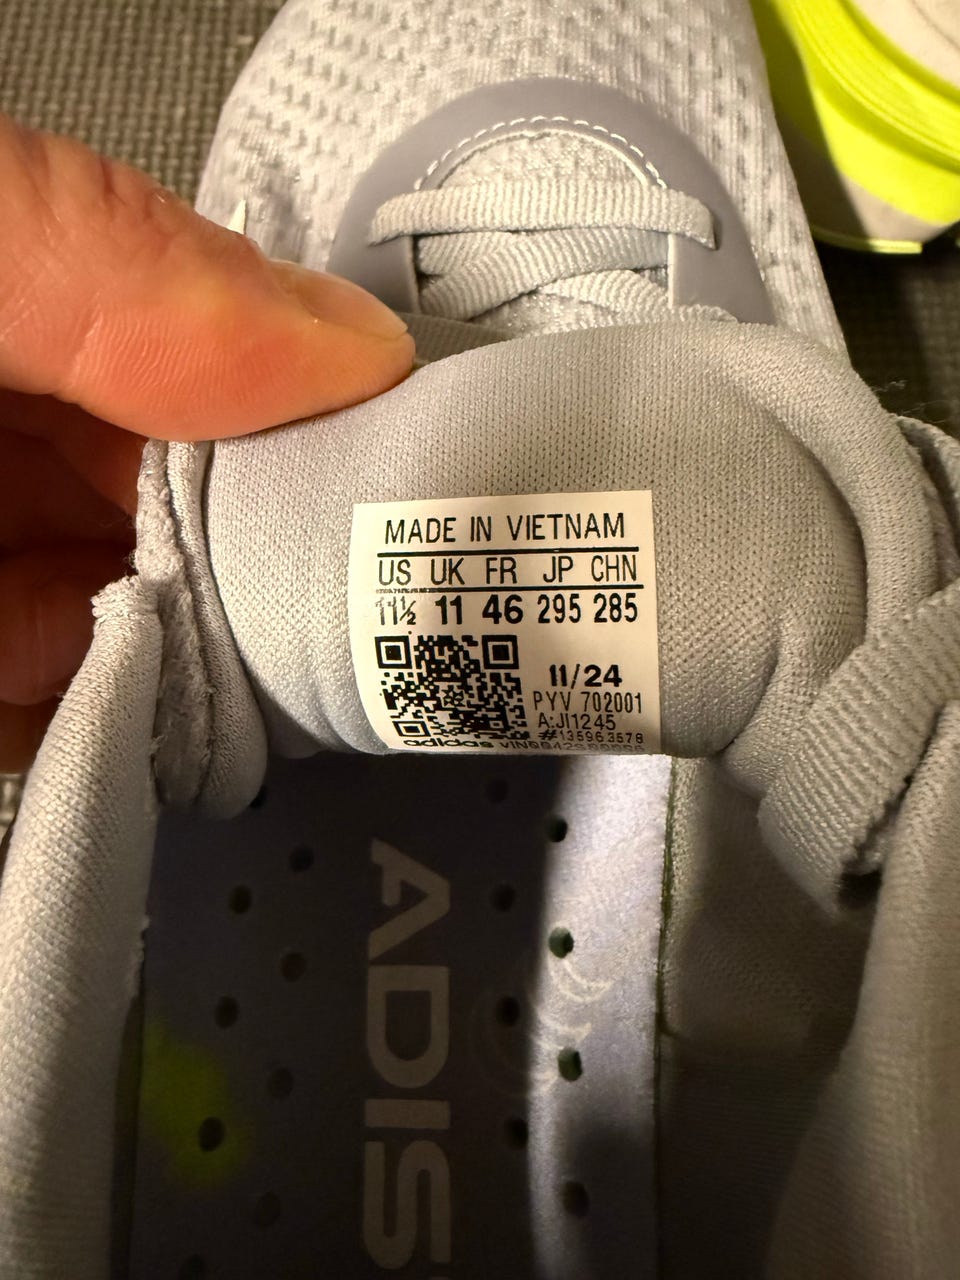 MADE IN VIETNAM
US UK FR JP CHN
11½ 11 46 295 285
11/24
PYV 702001
A:JI1245
#135963578
adidas
ADIS